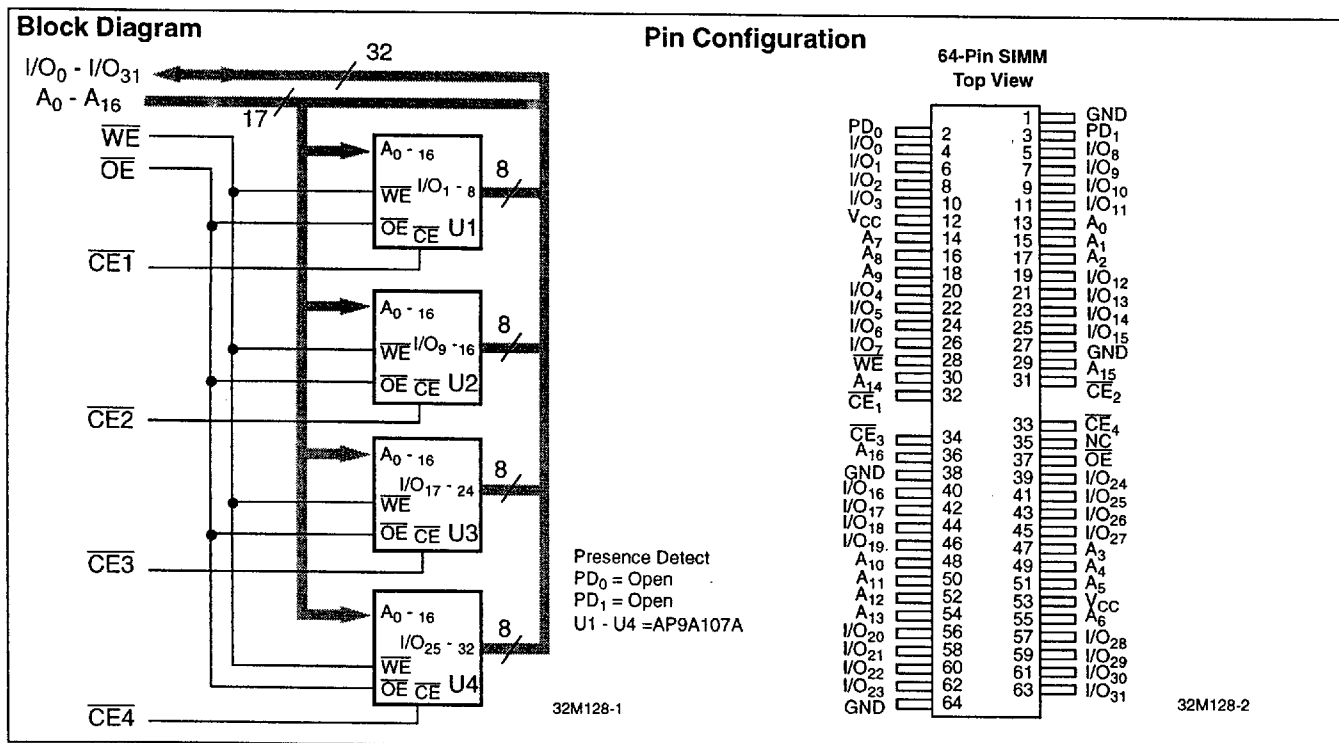 Block Diagram
I/O0 - I/O31
32
A0 - A16
17
WE
OE
A0 - 16
8
I/O1 - 8
WE
OE CE U1
CE1
A0 - 16
8
I/O9 - 16
WE
OE CE U2
CE2
A0 - 16
8
I/O17 - 24
WE
OE CE U3
CE3
A0 - 16
8
I/O25 - 32
WE
OE CE U4
CE4
Presence Detect
PD0 = Open
PD1 = Open
U1 - U4 =AP9A107A
32M128-1
Pin Configuration
64-Pin SIMM
Top View
1 GND
PD0 2 3 PD1
I/O0 4 5 I/O8
I/O1 6 7 I/O9
I/O2 8 9 I/O10
I/O3 10 11 I/O11
VCC 12 13 A0
A7 14 15 A1
A8 16 17 A2
A9 18 19 I/O12
I/O4 20 21 I/O13
I/O5 22 23 I/O14
I/O6 24 25 I/O15
I/O7 26 27 GND
WE 28 29 A15
A14 30 31 CE2
CE1 32
33 CE4
CE3 34 35 NC
A16 36 37 OE
GND 38 39 I/O24
I/O16 40 41 I/O25
I/O17 42 43 I/O26
I/O18 44 45 I/O27
I/O19 46 47 A3
A10 48 49 A4
A11 50 51 A5
A12 52 53 VCC
A13 54 55 A6
I/O20 56 57 I/O28
I/O21 58 59 I/O29
I/O22 60 61 I/O30
I/O23 62 63 I/O31
GND 64
32M128-2